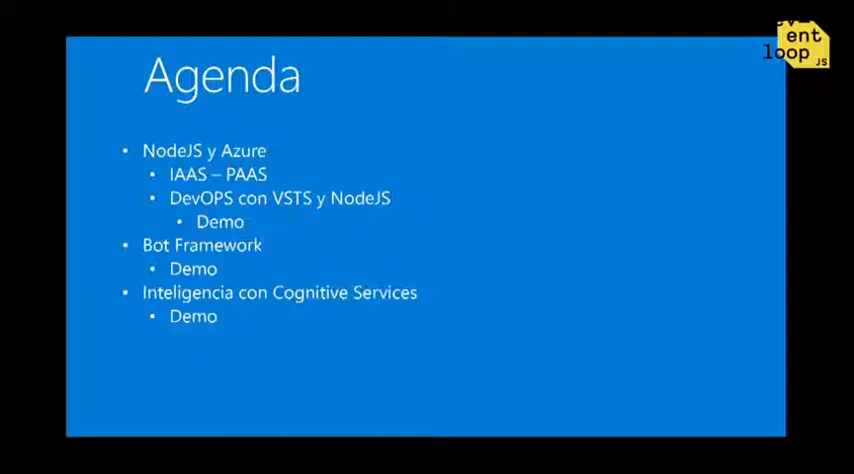 ent
loop
JS
Agenda
• NodeJS y Azure
• IAAS – PAAS
• DevOPS con VSTS y NodeJS
• Demo
• Bot Framework
• Demo
• Inteligencia con Cognitive Services
• Demo